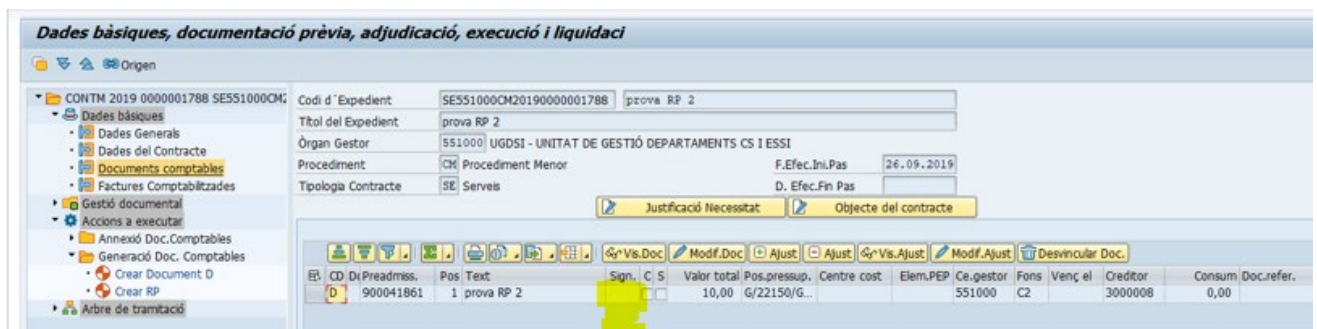 Dades bàsiques, documentació prèvia, adjudicació, execució i liquidaci
Origen
CONTM 2019 0000001788 SE551000CM2
Dades bàsiques
Dades Generals
Dades del Contracte
Documents comptables
Factures Comptabilitzades
Gestió documental
Accions a executar
Annexió Doc.Comptables
Generació Doc. Comptables
Crear Document D
Crear RP
Arbre de tramitació
Codi d´Expedient SE551000CM20190000001788 prova RP 2
Títol del Expedient prova RP 2
Òrgan Gestor 551000 UGDSI - UNITAT DE GESTIÓ DEPARTAMENTS CS I ESSI
Procediment CM Procediment Menor F.Efec.Ini.Pas 26.09.2019
Tipologia Contracte SE Serveis D. Efec.Fin Pas
Justificació Necessitat Objecte del contracte
Vis.Doc Modif.Doc Ajust Ajust Vis.Ajust Modif.Ajust Desvincular Doc.
CD Do Preadmiss. Pos Text Sign. C S Valor total Pos.pressup. Centre cost Elem.PEP Ce.gestor Fons Venç el Creditor Consum Doc.refer.
D 900041861 1 prova RP 2 10,00 G/22150/G... 551000 C2 3000008 0,00